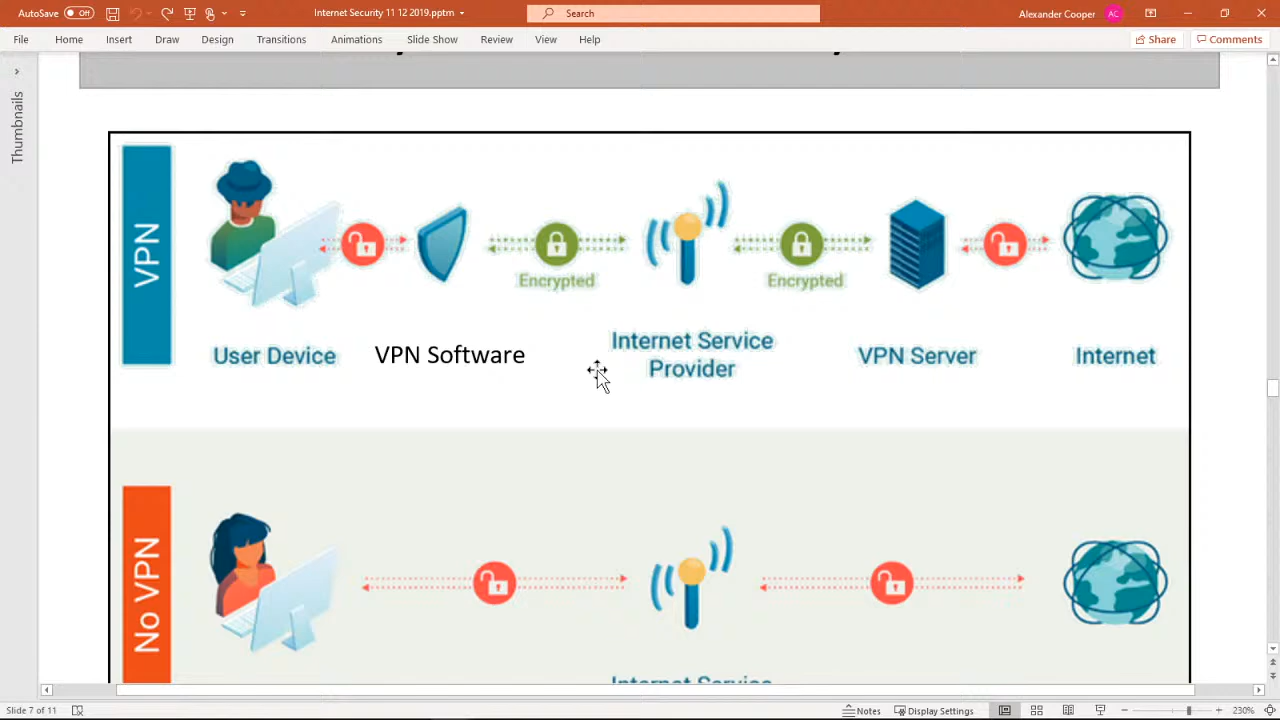 AutoSave Off Internet Security 11 12 2019.pptm Search Alexander Cooper AC
File Home Insert Draw Design Transitions Animations Slide Show Review View Help Share Comments
Thumbnails
VPN
Encrypted Encrypted
User Device VPN Software Internet Service
Provider VPN Server Internet
No VPN
Internet Service
Slide 7 of 11 Notes Display Settings 230%